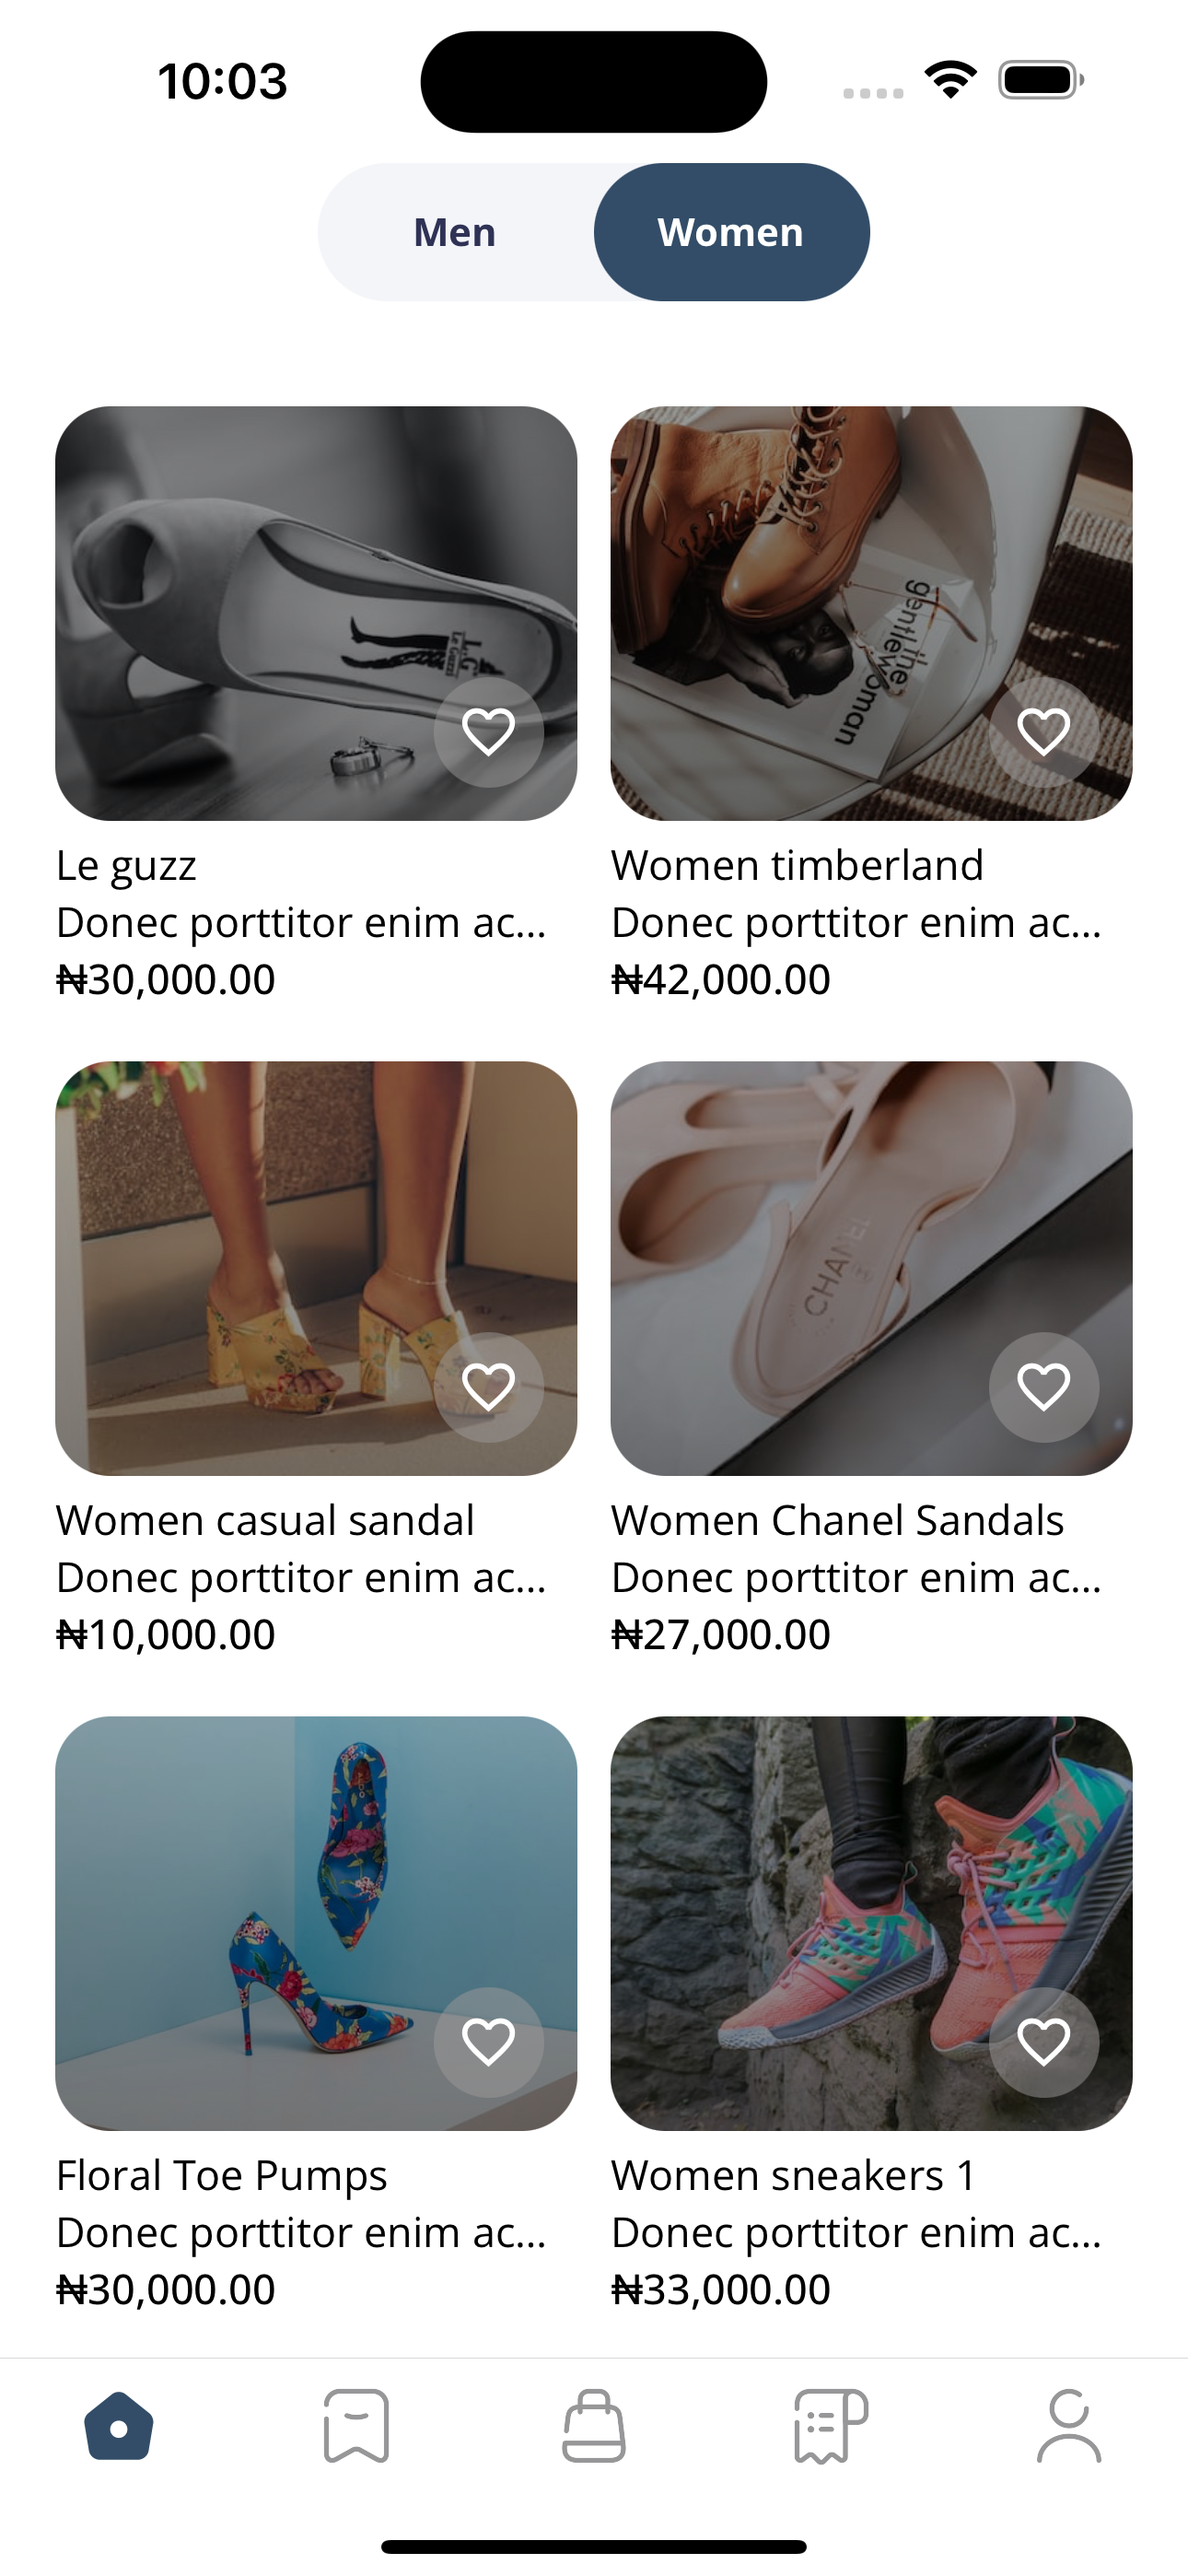 10:03
Men
Women
Le guzz
Donec porttitor enim ac...
₦30,000.00
the
gentlewoman
Women timberland
Donec porttitor enim ac...
₦42,000.00
Women casual sandal
Donec porttitor enim ac...
₦10,000.00
CHANEL
Women Chanel Sandals
Donec porttitor enim ac...
₦27,000.00
Floral Toe Pumps
Donec porttitor enim ac...
₦30,000.00
Women sneakers 1
Donec porttitor enim ac...
₦33,000.00